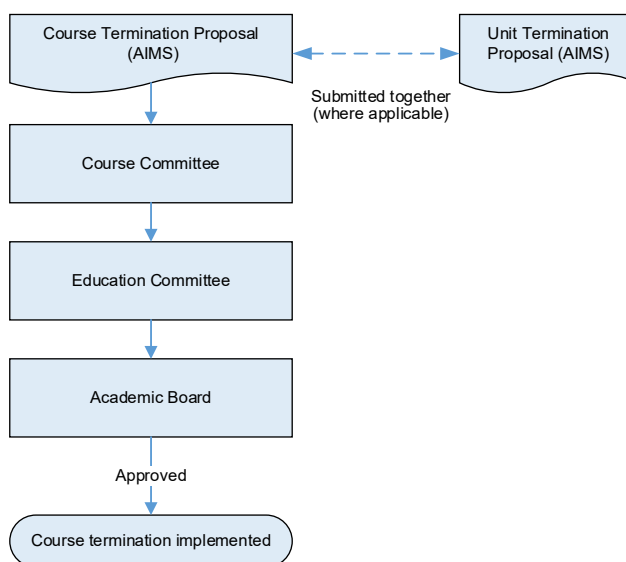 Course Termination Proposal
(AIMS)
Unit Termination
Proposal (AIMS)
Submitted together
(where applicable)
Course Committee
Education Committee
Academic Board
Approved
Course termination implemented